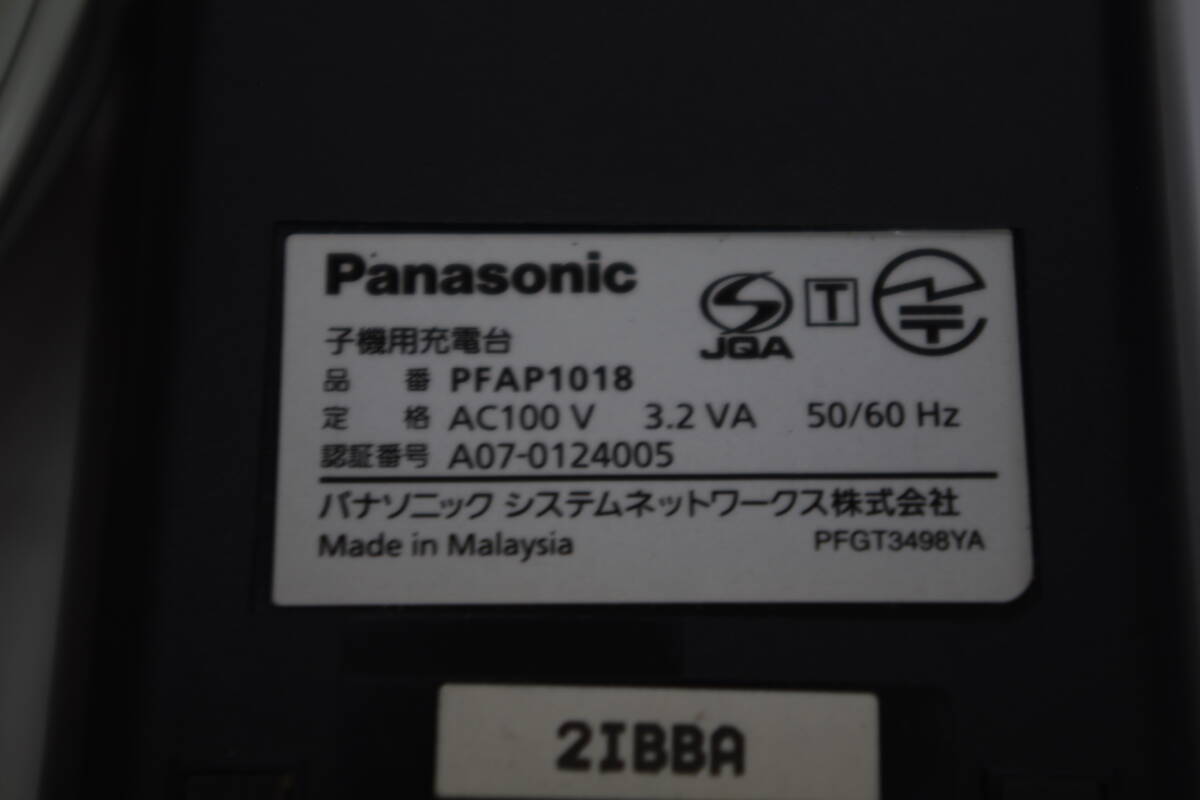 Panasonic
JQA
T
子機用充電台
品 番 PFAP1018
定 格 AC100 V 3.2 VA 50/60 Hz
認証番号 A07-0124005
パナソニック システムネットワークス株式会社
Made in Malaysia PFGT3498YA
2IBBA